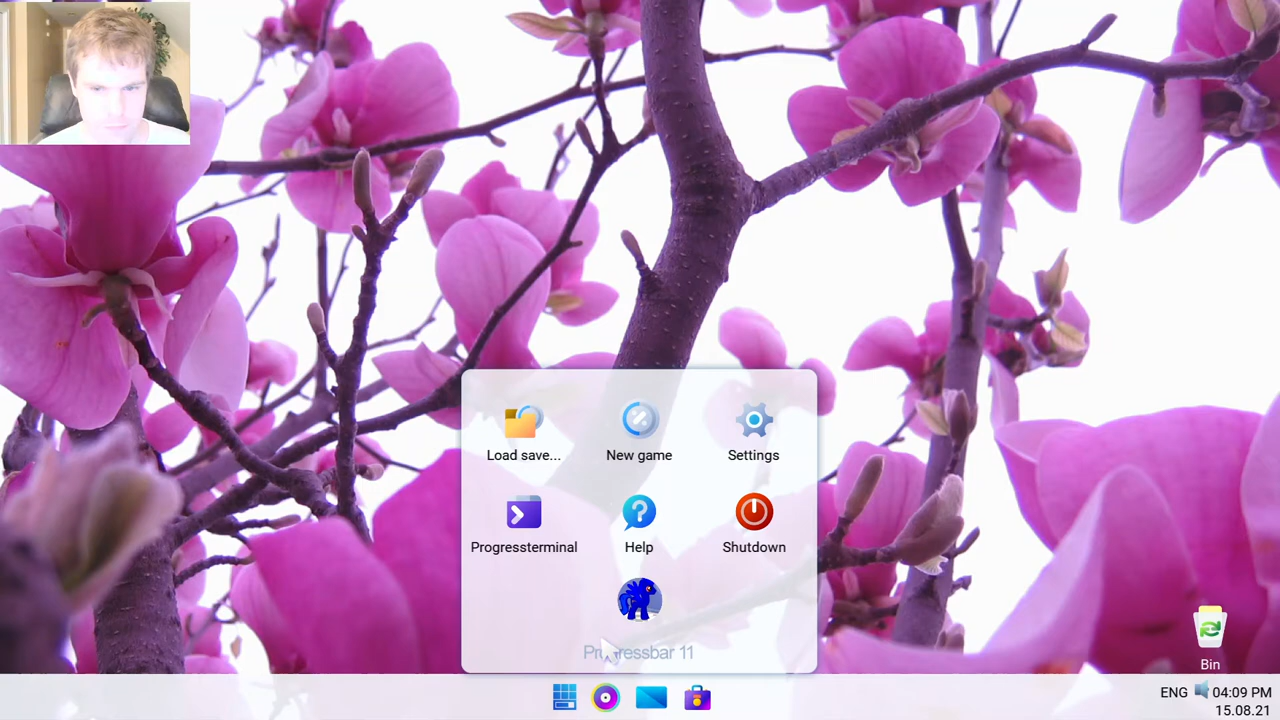 Load save...
New game
Settings
Progressterminal
Help
Shutdown
Progressbar 11
Bin
ENG
04:09 PM
15.08.21